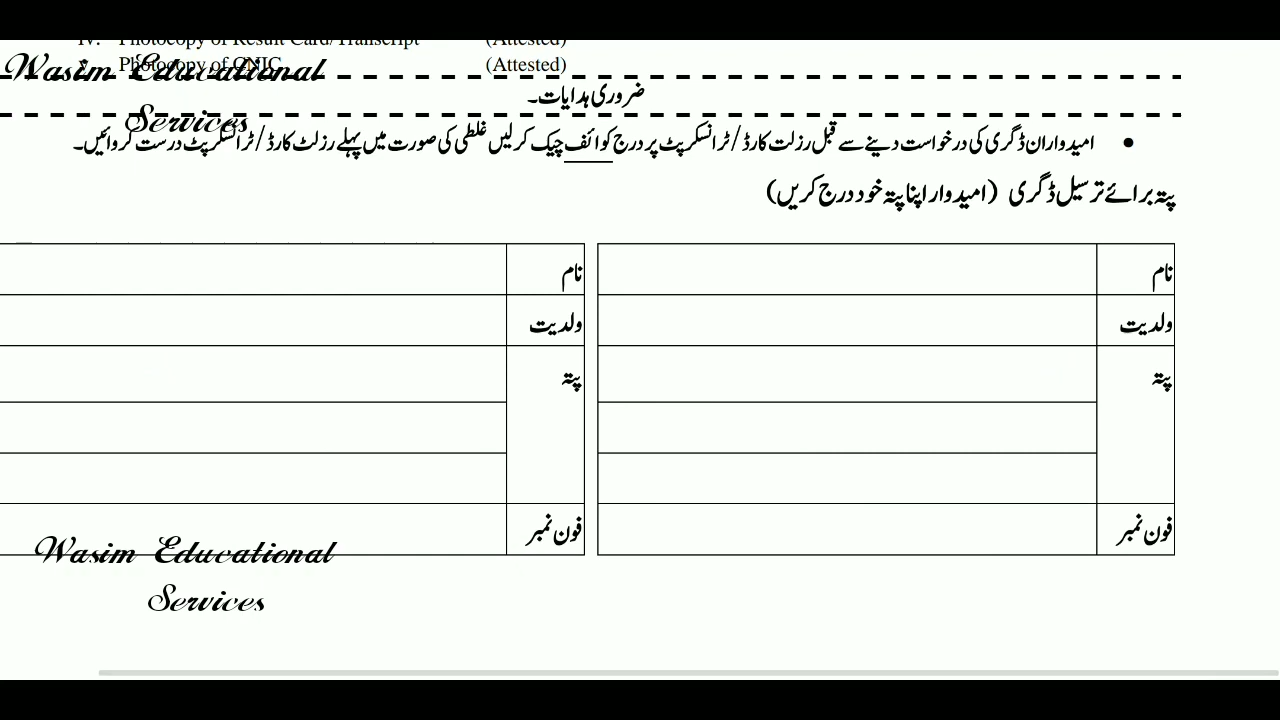 iv. Photocopy of Result Card/Transcript (Attested)
v. Photocopy of CNIC (Attested)
Wasim Educational
Services
ضروری ہدایات۔
• امیدواران ڈگری کی درخواست دینے سے قبل رزلٹ کارڈ / ٹرانسکرپٹ پر درج کوائف چیک کر لیں غلطی کی صورت میں پہلے رزلٹ کارڈ / ٹرانسکرپٹ درست کروائیں۔
پتہ برائے ترسیل ڈگری (امیدوار اپنا پتہ خود درج کریں)
نام نام
ولدیت ولدیت
پتہ پتہ
فون نمبر فون نمبر
Wasim Educational
Services